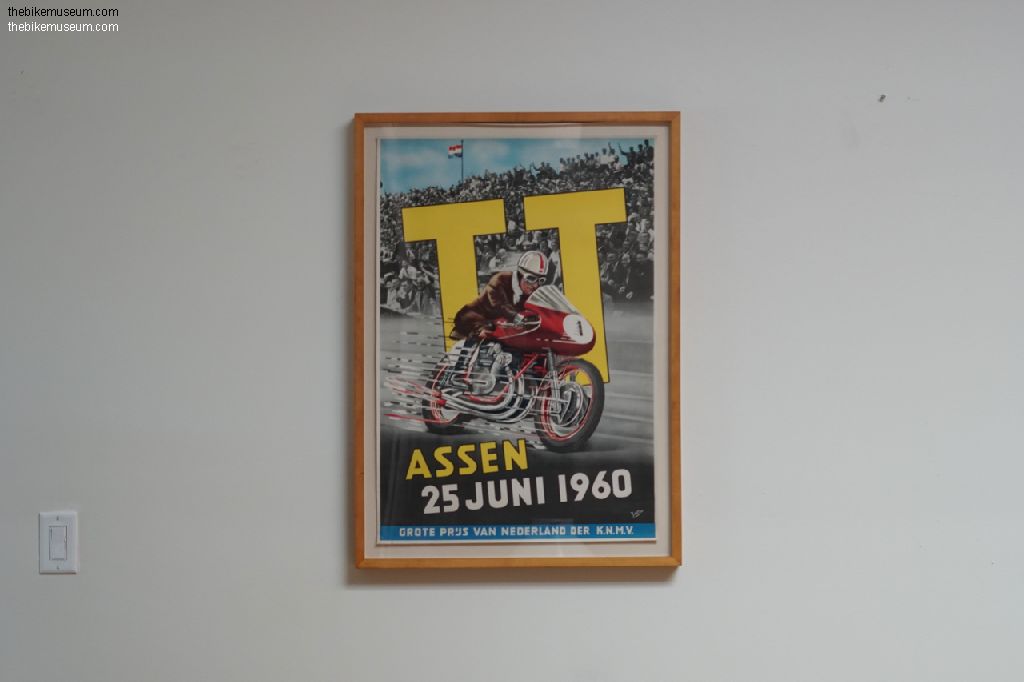 thebikemuseum.com
thebikemuseum.com
TT
1
ASSEN
25 JUNI 1960
GROTE PRIJS VAN NEDERLAND DER K.N.M.V.